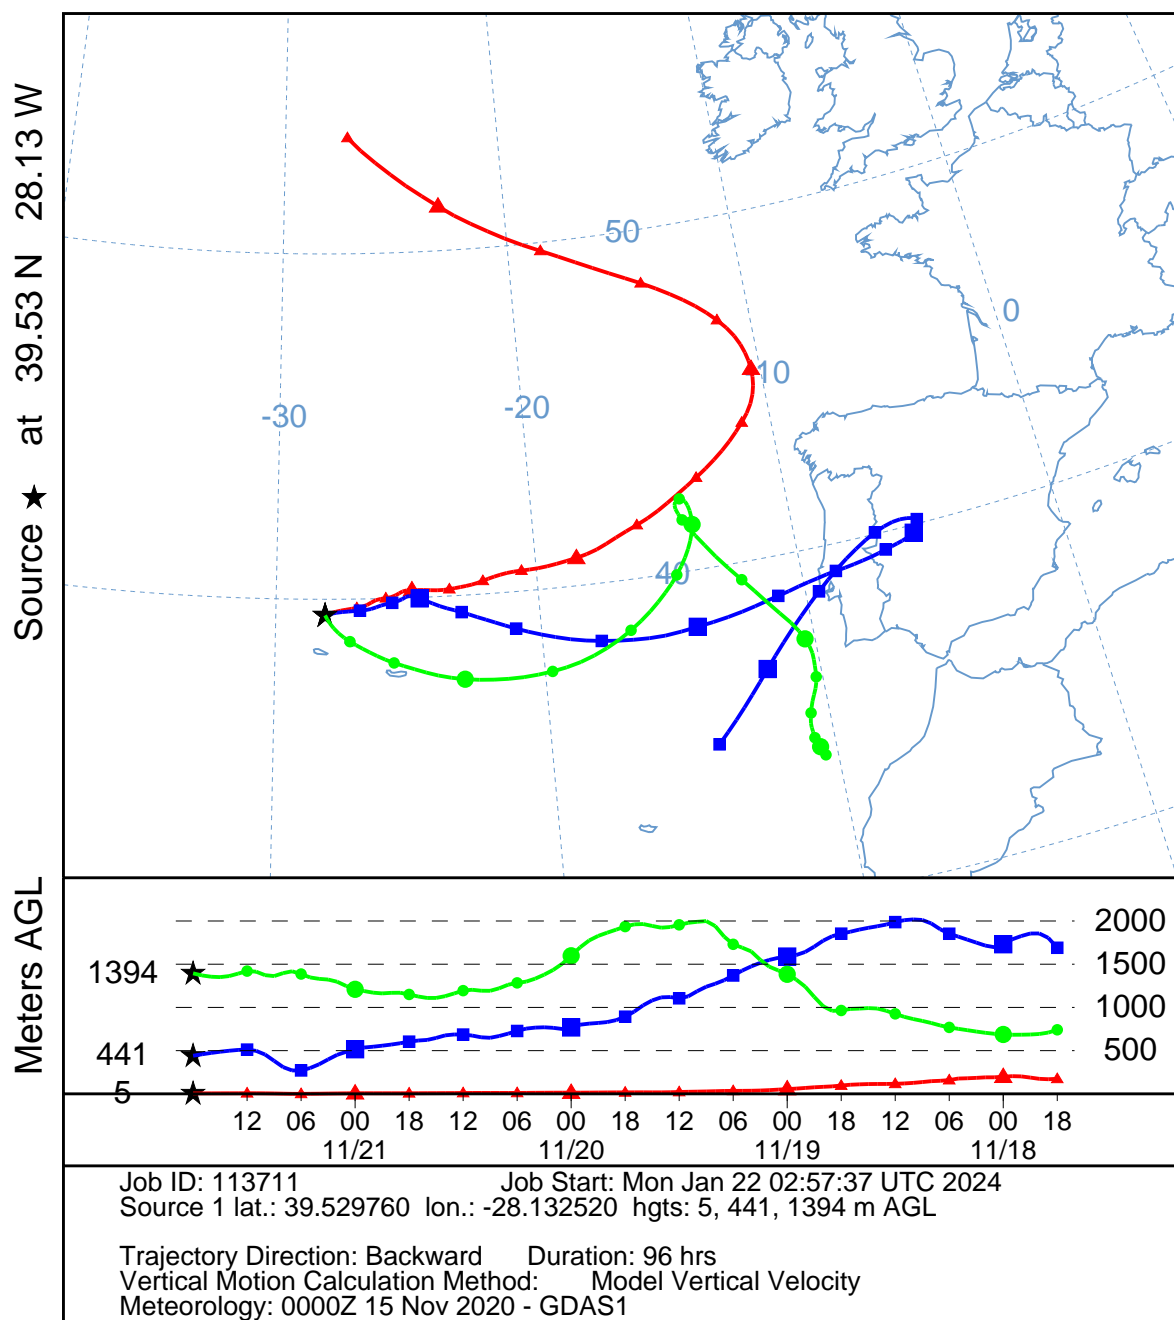 Source ★ at 39.53 N 28.13 W
50
0
-10
-30
-20
40
Meters AGL
2000
1394
1500
1000
441
500
5
12 06 00 18 12 06 00 18 12 06 00 18 12 06 00 18
11/21 11/20 11/19 11/18
Job ID: 113711 Job Start: Mon Jan 22 02:57:37 UTC 2024
Source 1 lat.: 39.529760 lon.: -28.132520 hgts: 5, 441, 1394 m AGL
Trajectory Direction: Backward Duration: 96 hrs
Vertical Motion Calculation Method: Model Vertical Velocity
Meteorology: 0000Z 15 Nov 2020 - GDAS1